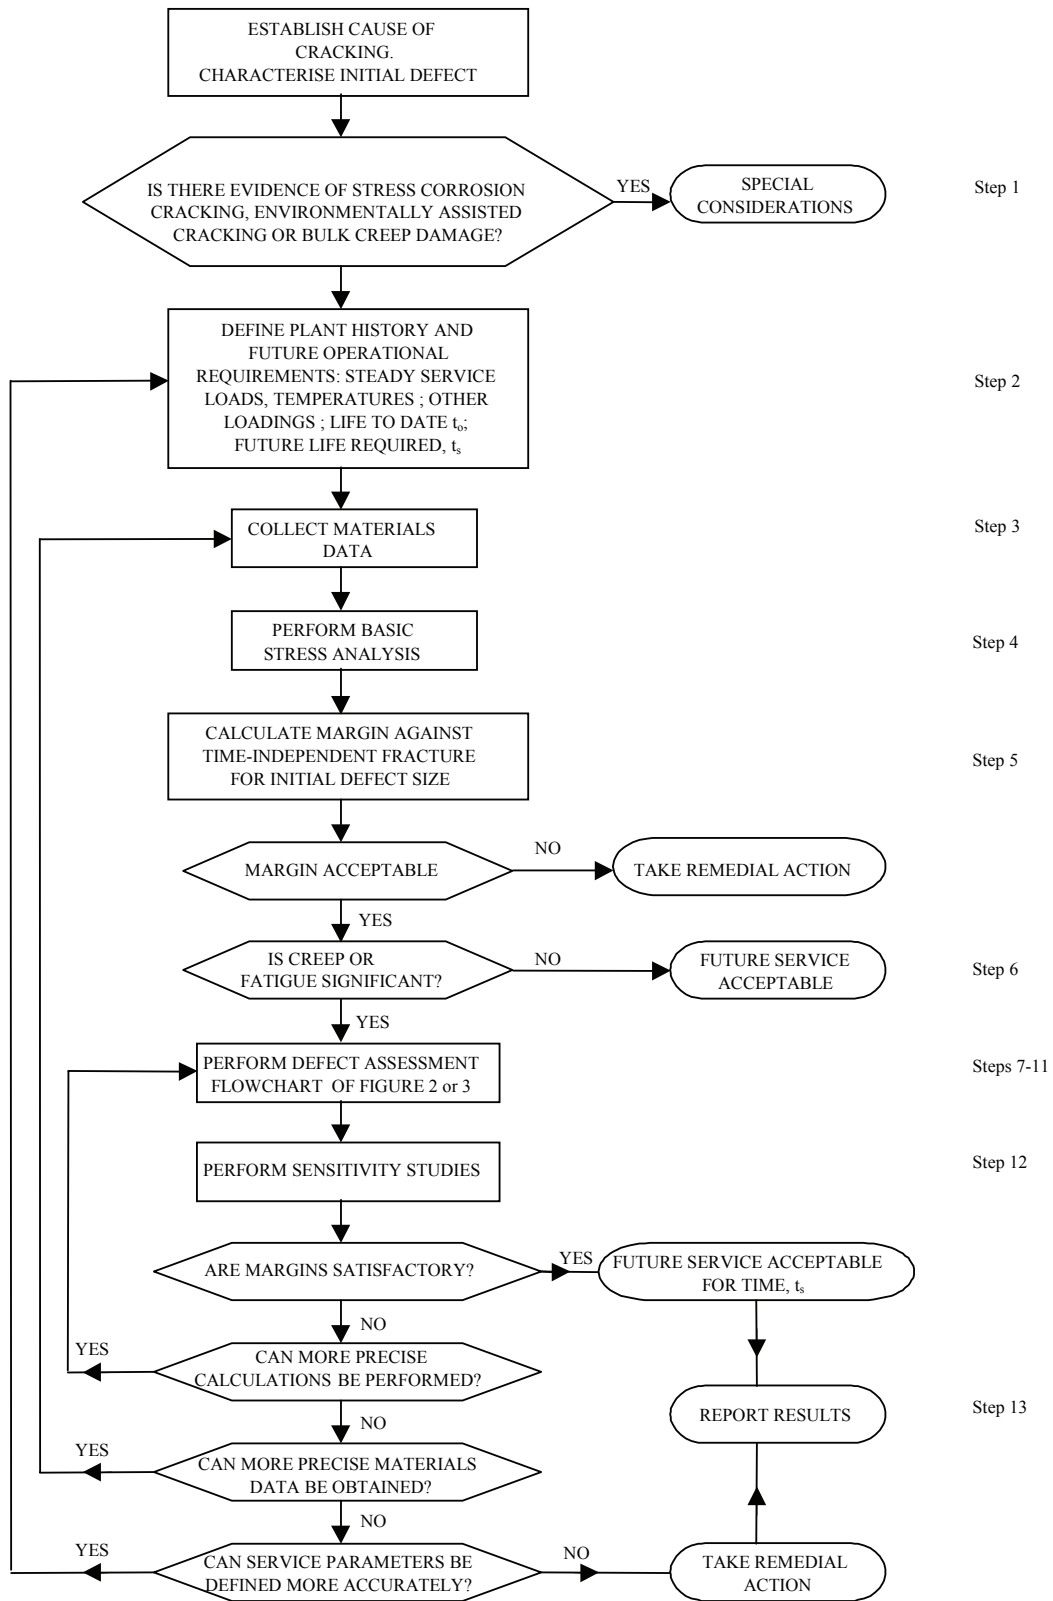 ESTABLISH CAUSE OF
CRACKING.
CHARACTERISE INITIAL DEFECT
IS THERE EVIDENCE OF STRESS CORROSION
CRACKING, ENVIRONMENTALLY ASSISTED
CRACKING OR BULK CREEP DAMAGE?
YES
SPECIAL
CONSIDERATIONS
Step 1
DEFINE PLANT HISTORY AND
FUTURE OPERATIONAL
REQUIREMENTS: STEADY SERVICE
LOADS, TEMPERATURES ; OTHER
LOADINGS ; LIFE TO DATE to;
FUTURE LIFE REQUIRED, ts
Step 2
COLLECT MATERIALS
DATA
Step 3
PERFORM BASIC
STRESS ANALYSIS
Step 4
CALCULATE MARGIN AGAINST
TIME-INDEPENDENT FRACTURE
FOR INITIAL DEFECT SIZE
Step 5
MARGIN ACCEPTABLE
NO
TAKE REMEDIAL ACTION
YES
IS CREEP OR
FATIGUE SIGNIFICANT?
NO
FUTURE SERVICE
ACCEPTABLE
Step 6
YES
PERFORM DEFECT ASSESSMENT
FLOWCHART OF FIGURE 2 or 3
Steps 7-11
PERFORM SENSITIVITY STUDIES
Step 12
ARE MARGINS SATISFACTORY?
YES
FUTURE SERVICE ACCEPTABLE
FOR TIME, ts
NO
YES
CAN MORE PRECISE
CALCULATIONS BE PERFORMED?
REPORT RESULTS
Step 13
NO
YES
CAN MORE PRECISE MATERIALS
DATA BE OBTAINED?
NO
YES
CAN SERVICE PARAMETERS BE
DEFINED MORE ACCURATELY?
NO
TAKE REMEDIAL
ACTION